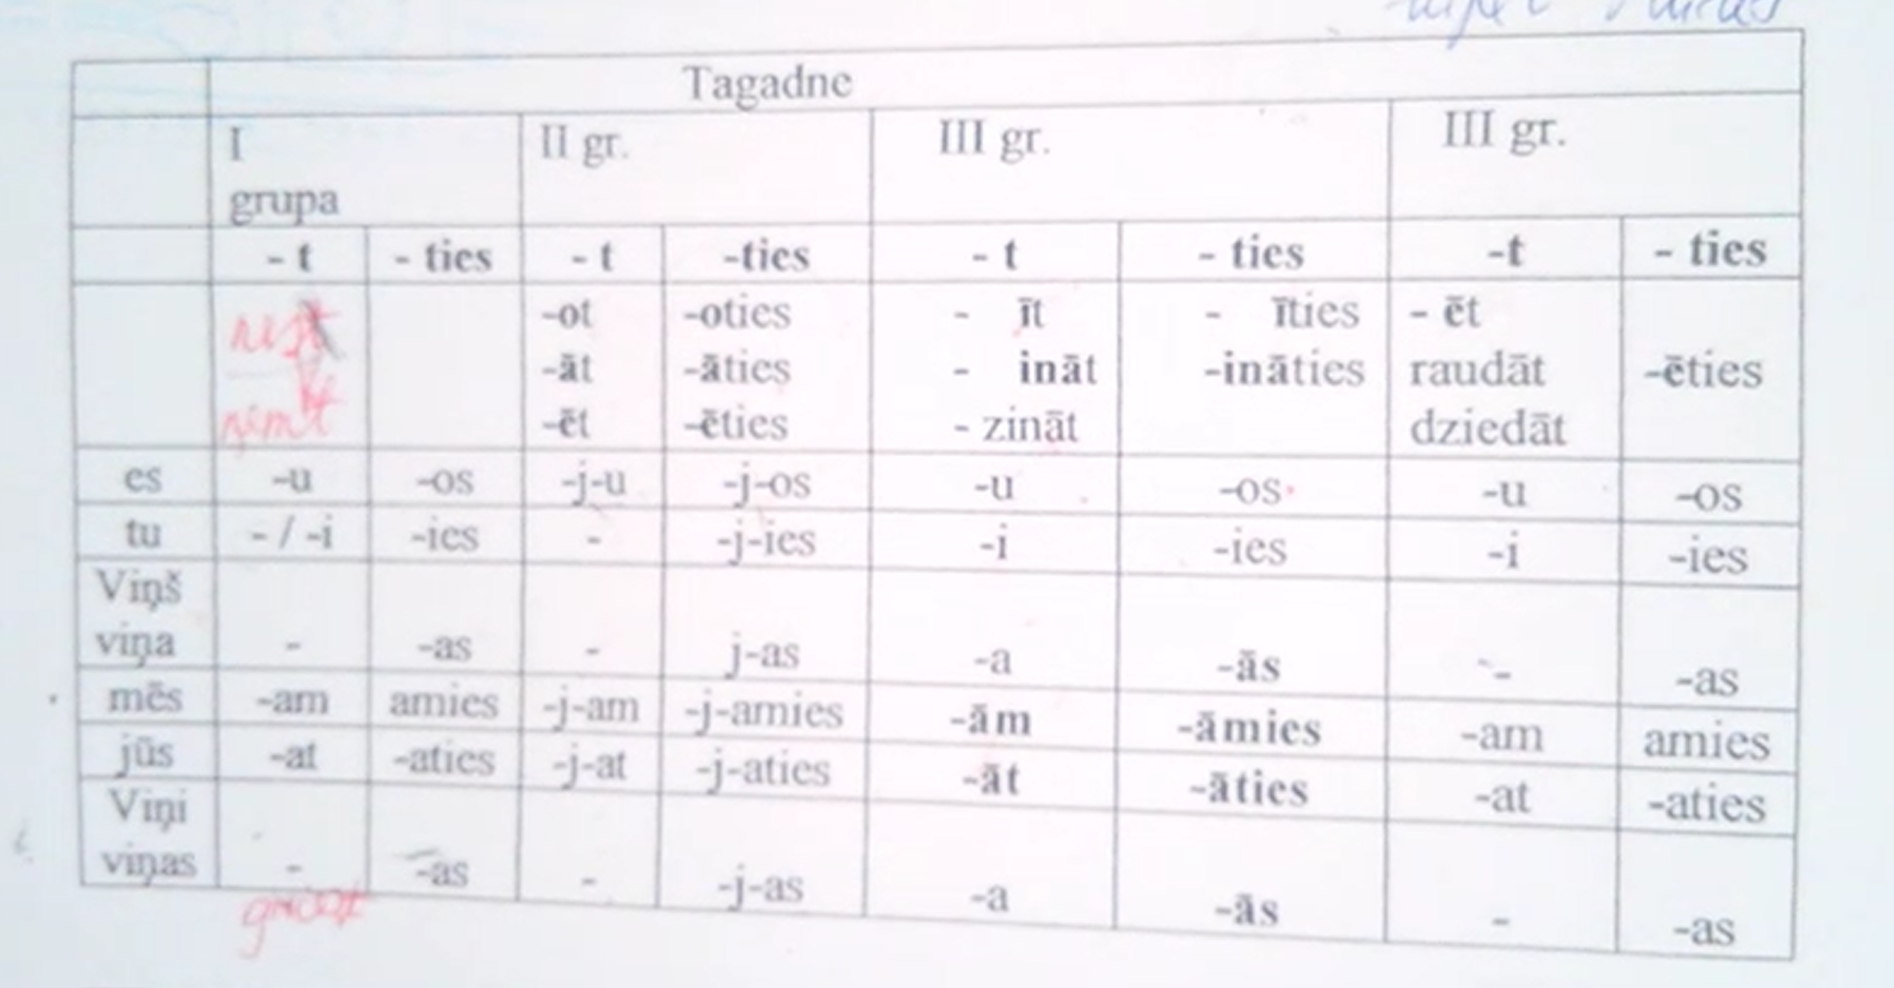 Tagadne
I grupa II gr. III gr. III gr.
- t - ties - t -ties - t - ties -t - ties
-ot -oties - īt - īties - ēt
-āt -āties - ināt -ināties raudāt -ēties
ņemt -ēt -ēties - zināt dziedāt
es -u -os -j-u -j-os -u -os -u -os
tu - / -i -ies - -j-ies -i -ies -i -ies
Viņš
viņa - -as - j-as -a -ās - -as
mēs -am amies -j-am -j-amies -ām -āmies -am amies
jūs -at -aties -j-at -j-aties -āt -āties -at -aties
Viņi
viņas - -as - -j-as -a -ās - -as